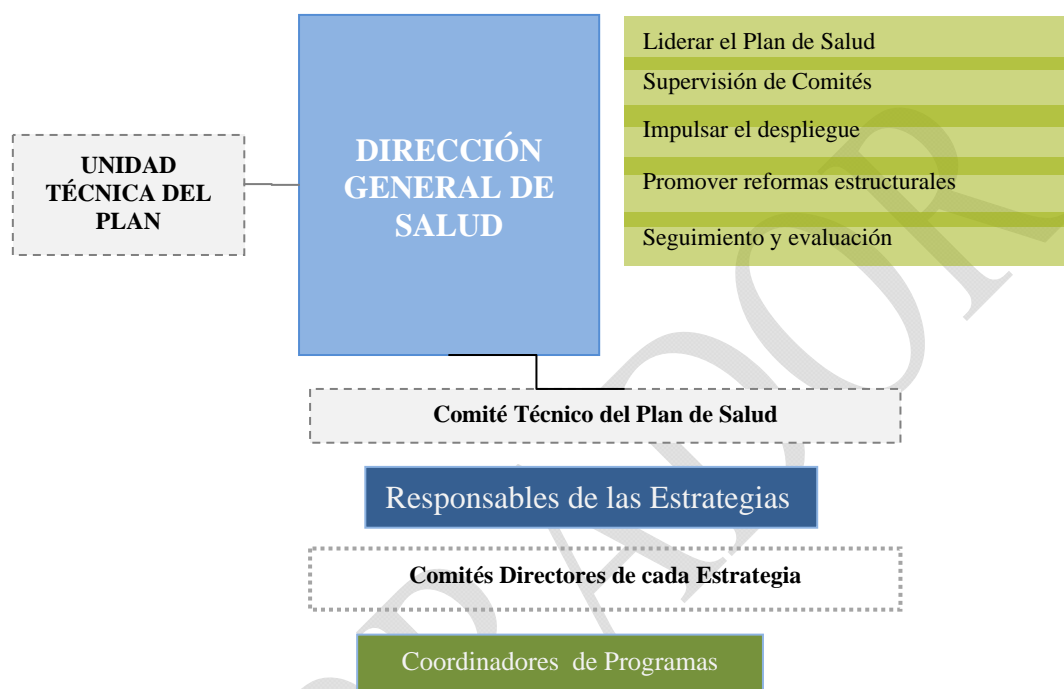 UNIDAD
TÉCNICA DEL
PLAN
DIRECCIÓN
GENERAL DE
SALUD
Liderar el Plan de Salud
Supervisión de Comités
Impulsar el despliegue
Promover reformas estructurales
Seguimiento y evaluación
Comité Técnico del Plan de Salud
Responsables de las Estrategias
Comités Directores de cada Estrategia
Coordinadores de Programas
RADOR